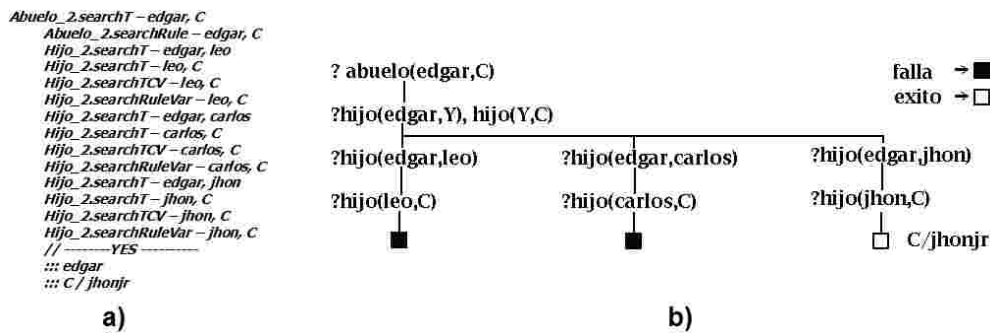 Abuelo_2.searchT – edgar, C
Abuelo_2.searchRule – edgar, C
Hijo_2.searchT – edgar, leo
Hijo_2.searchT – leo, C
Hijo_2.searchTCV – leo, C
Hijo_2.searchRuleVar – leo, C
Hijo_2.searchT – edgar, carlos
Hijo_2.searchT – carlos, C
Hijo_2.searchTCV – carlos, C
Hijo_2.searchRuleVar – carlos, C
Hijo_2.searchT – edgar, jhon
Hijo_2.searchT – jhon, C
Hijo_2.searchTCV – jhon, C
Hijo_2.searchRuleVar – jhon, C
// --------YES ----------
::: edgar
::: C / jhonjr
a)
? abuelo(edgar,C)
falla
exito
?hijo(edgar,Y), hijo(Y,C)
?hijo(edgar,leo)
?hijo(edgar,carlos)
?hijo(edgar,jhon)
?hijo(leo,C)
?hijo(carlos,C)
?hijo(jhon,C)
C/jhonjr
b)